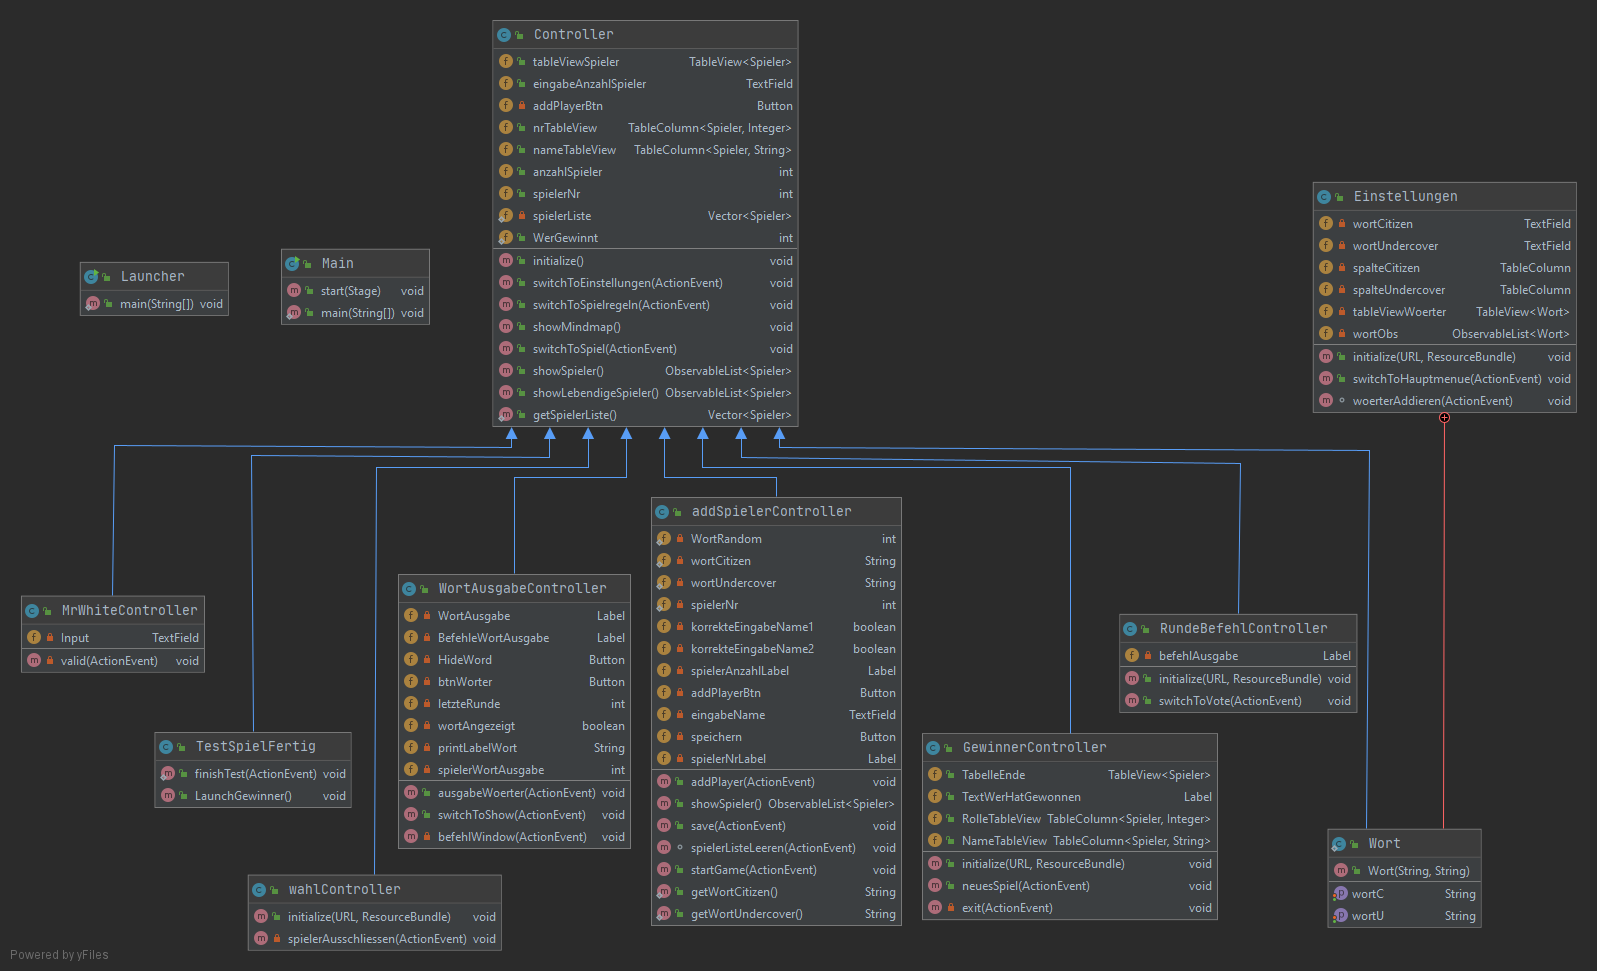 Controller
tableViewSpieler TableView<Spieler>
eingabeAnzahlSpieler TextField
addPlayerBtn Button
nrTableView TableColumn<Spieler, Integer>
nameTableView TableColumn<Spieler, String>
anzahlSpieler int
spielerNr int
spielerListe Vector<Spieler>
WerGewinnt int
initialize() void
switchToEinstellungen(ActionEvent) void
switchToSpielregeln(ActionEvent) void
showMindmap() void
switchToSpiel(ActionEvent) void
showSpieler() ObservableList<Spieler>
showLebendigeSpieler() ObservableList<Spieler>
getSpielerListe() Vector<Spieler>
Einstellungen
wortCitizen TextField
wortUndercover TextField
spalteCitizen TableColumn
spalteUndercover TableColumn
tableViewWoerter TableView<Wort>
wortObs ObservableList<Wort>
initialize(URL, ResourceBundle) void
switchToHauptmenue(ActionEvent) void
woerterAddieren(ActionEvent) void
Launcher
main(String[]) void
Main
start(Stage) void
main(String[]) void
MrWhiteController
Input TextField
valid(ActionEvent) void
TestSpielFertig
finishTest(ActionEvent) void
LaunchGewinner() void
wahlController
initialize(URL, ResourceBundle) void
spielerAusschliessen(ActionEvent) void
WortAusgabeController
WortAusgabe Label
BefehleWortAusgabe Label
HideWord Button
btnWorter Button
letzteRunde int
wortAngezeigt boolean
printLabelWort String
spielerWortAusgabe int
ausgabeWoerter(ActionEvent) void
switchToShow(ActionEvent) void
befehlWindow(ActionEvent) void
addSpielerController
WortRandom int
wortCitizen String
wortUndercover String
spielerNr int
korrekteEingabeName1 boolean
korrekteEingabeName2 boolean
spielerAnzahlLabel Label
addPlayerBtn Button
eingabeName TextField
speichern Button
spielerNrLabel Label
addPlayer(ActionEvent) void
showSpieler() ObservableList<Spieler>
save(ActionEvent) void
spielerListeLeeren(ActionEvent) void
startGame(ActionEvent) void
getWortCitizen() String
getWortUndercover() String
GewinnerController
TabelleEnde TableView<Spieler>
TextWerHatGewonnen Label
RolleTableView TableColumn<Spieler, Integer>
NameTableView TableColumn<Spieler, String>
initialize(URL, ResourceBundle) void
neuesSpiel(ActionEvent) void
exit(ActionEvent) void
RundeBefehlController
befehlAusgabe Label
initialize(URL, ResourceBundle) void
switchToVote(ActionEvent) void
Wort
Wort(String, String)
wortC String
wortU String
Powered by yFiles